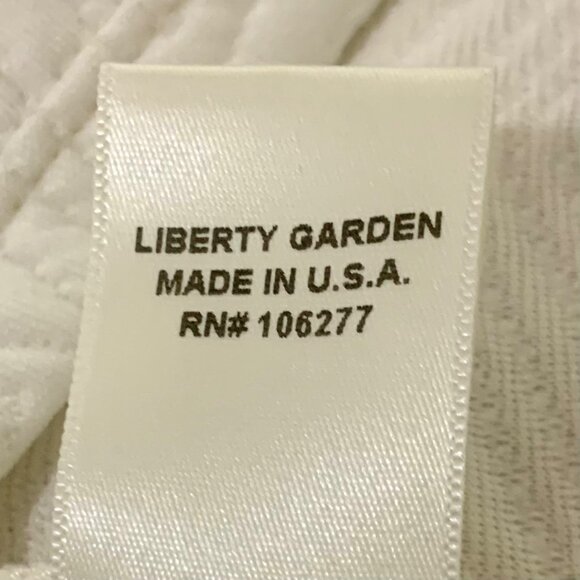 LIBERTY GARDEN
MADE IN U.S.A.
RN# 106277